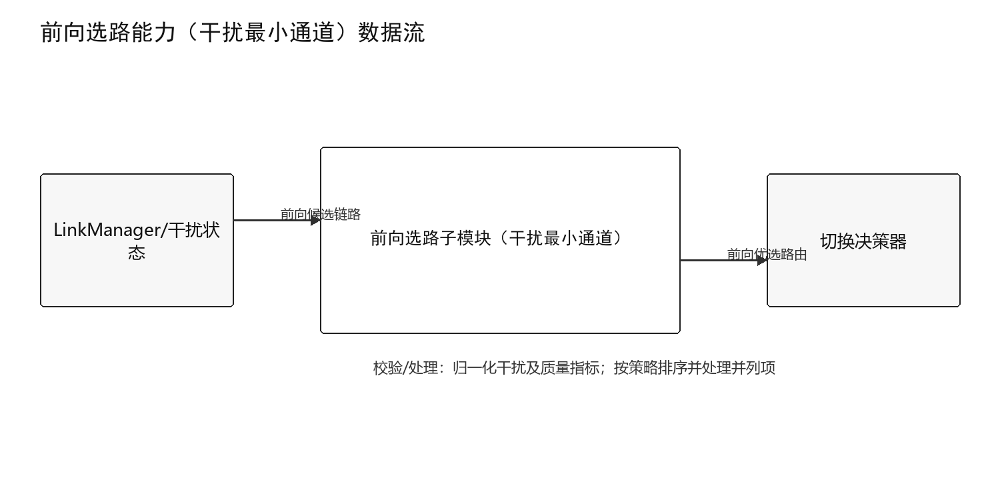 前向选路能力（干扰最小通道）数据流
LinkManager/干扰状
态
前向候选链路
前向选路子模块（干扰最小通道）
前向优选路由
切换决策器
校验/处理：归一化干扰及质量指标；按策略排序并处理并列项